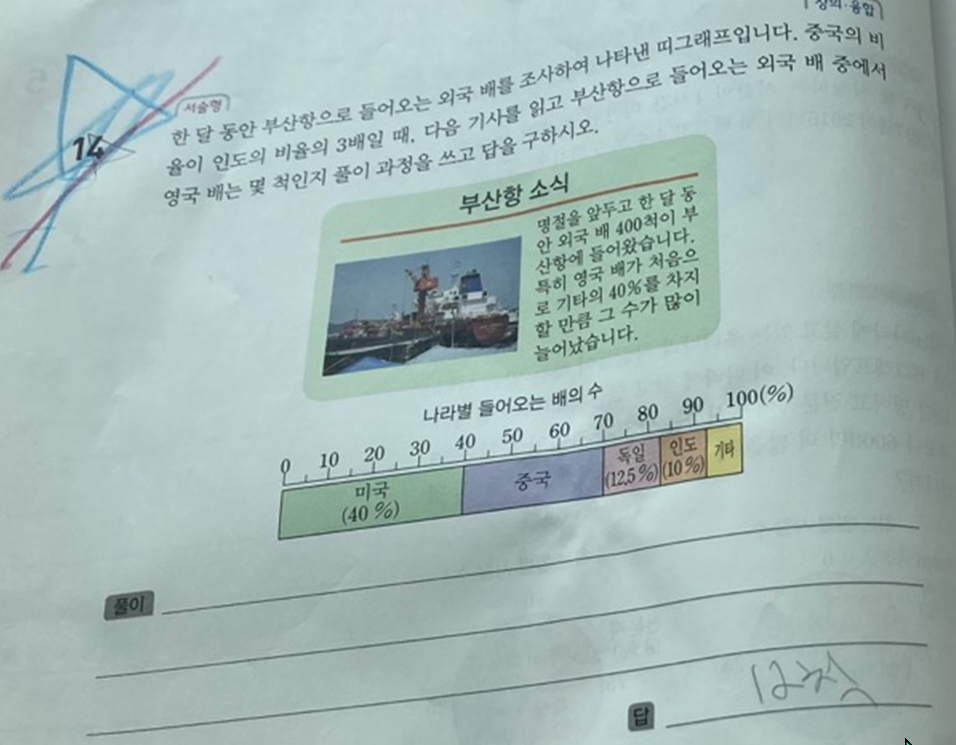 창의·융합
서술형
14
한 달 동안 부산항으로 들어오는 외국 배를 조사하여 나타낸 띠그래프입니다. 중국의 비
율이 인도의 비율의 3배일 때, 다음 기사를 읽고 부산항으로 들어오는 외국 배 중에서
영국 배는 몇 척인지 풀이 과정을 쓰고 답을 구하시오.
부산항 소식
명절을 앞두고 한 달 동
안 외국 배 400척이 부
산항에 들어왔습니다.
특히 영국 배가 처음으
로 기타의 40%를 차지
할 만큼 그 수가 많이
늘어났습니다.
나라별 들어오는 배의 수
0 10 20 30 40 50 60 70 80 90 100(%)
미국
(40 %)
중국
독일
(12.5 %)
인도
(10 %)
기타
풀이
답
12척